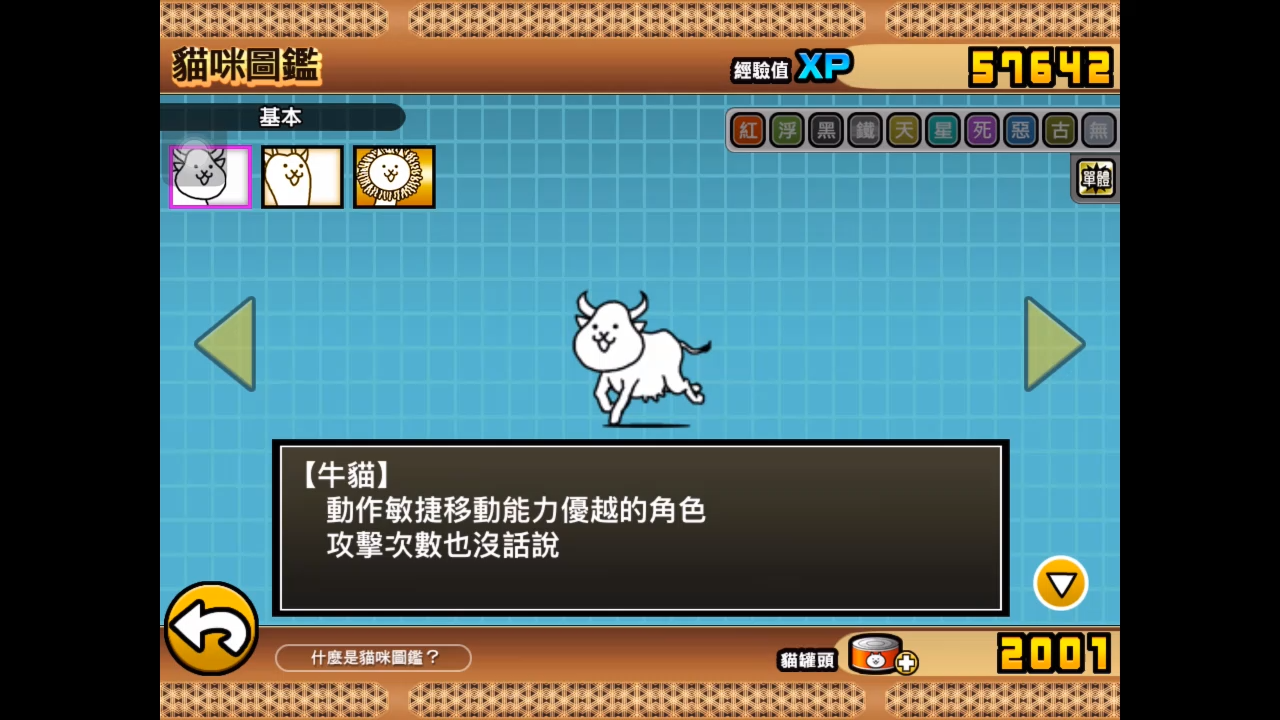 貓咪圖鑑
經驗值 XP 57642
基本
紅 浮 黑 鐵 天 星 死 惡 古 無
單體
【牛貓】
動作敏捷移動能力優越的角色
攻擊次數也沒話說
什麼是貓咪圖鑑？
貓罐頭 2001